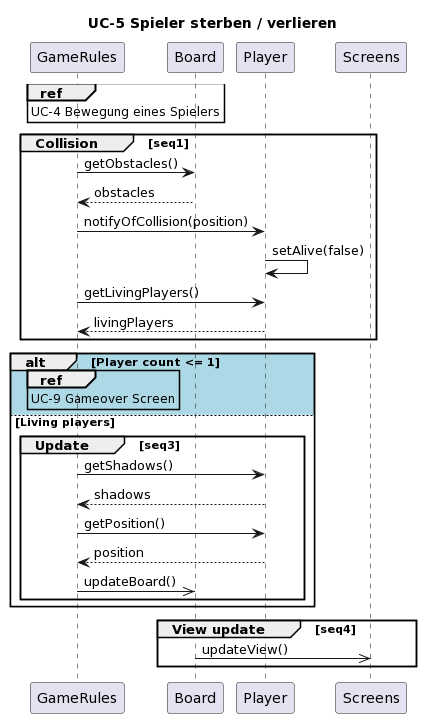 UC-5 Spieler sterben / verlieren
GameRules Board Player Screens
ref
UC-4 Bewegung eines Spielers
Collision [seq1]
getObstacles()
obstacles
notifyOfCollision(position)
setAlive(false)
getLivingPlayers()
livingPlayers
alt [Player count <= 1]
ref
UC-9 Gameover Screen
[Living players]
Update [seq3]
getShadows()
shadows
getPosition()
position
updateBoard()
View update [seq4]
updateView()
GameRules Board Player Screens